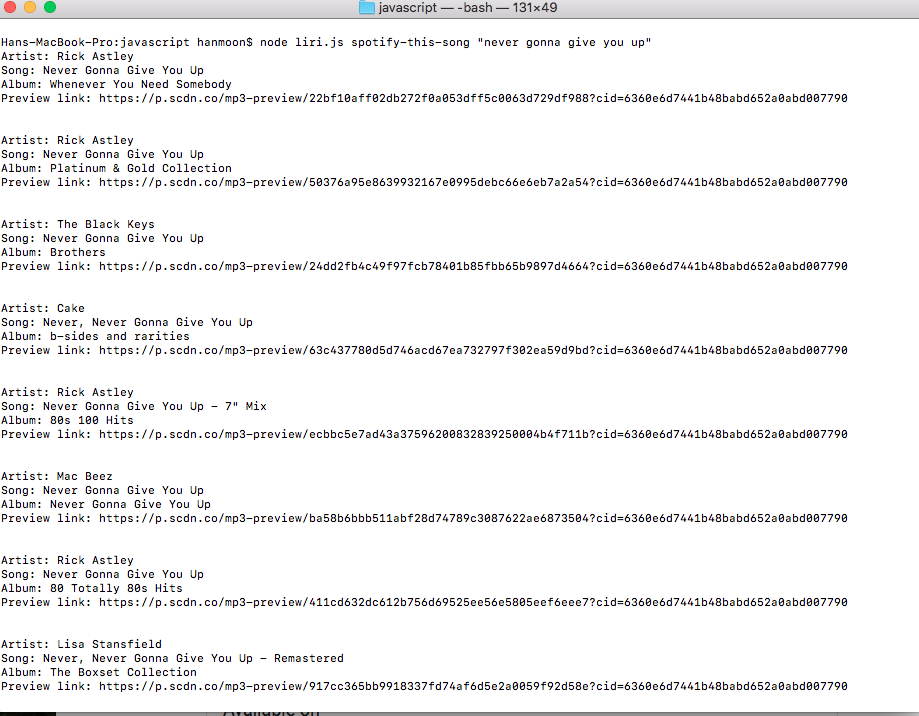 javascript — -bash — 131×49
Hans-MacBook-Pro:javascript hanmoon$ node liri.js spotify-this-song "never gonna give you up"
Artist: Rick Astley
Song: Never Gonna Give You Up
Album: Whenever You Need Somebody
Preview link: https://p.scdn.co/mp3-preview/22bf10aff02db272f0a053dff5c0063d729df988?cid=6360e6d7441b48babd652a0abd007790
Artist: Rick Astley
Song: Never Gonna Give You Up
Album: Platinum & Gold Collection
Preview link: https://p.scdn.co/mp3-preview/50376a95e8639932167e0995debc66e6eb7a2a54?cid=6360e6d7441b48babd652a0abd007790
Artist: The Black Keys
Song: Never Gonna Give You Up
Album: Brothers
Preview link: https://p.scdn.co/mp3-preview/24dd2fb4c49f97fcb78401b85fbb65b9897d4664?cid=6360e6d7441b48babd652a0abd007790
Artist: Cake
Song: Never, Never Gonna Give You Up
Album: b-sides and rarities
Preview link: https://p.scdn.co/mp3-preview/63c437780d5d746acd67ea732797f302ea59d9bd?cid=6360e6d7441b48babd652a0abd007790
Artist: Rick Astley
Song: Never Gonna Give You Up - 7" Mix
Album: 80s 100 Hits
Preview link: https://p.scdn.co/mp3-preview/ecbbc5e7ad43a37596200832839250004b4f711b?cid=6360e6d7441b48babd652a0abd007790
Artist: Mac Beez
Song: Never Gonna Give You Up
Album: Never Gonna Give You Up
Preview link: https://p.scdn.co/mp3-preview/ba58b6bbb511abf28d74789c3087622ae6873504?cid=6360e6d7441b48babd652a0abd007790
Artist: Rick Astley
Song: Never Gonna Give You Up
Album: 80 Totally 80s Hits
Preview link: https://p.scdn.co/mp3-preview/411cd632dc612b756d69525ee56e5805eef6eee7?cid=6360e6d7441b48babd652a0abd007790
Artist: Lisa Stansfield
Song: Never, Never Gonna Give You Up - Remastered
Album: The Boxset Collection
Preview link: https://p.scdn.co/mp3-preview/917cc365bb9918337fd74af6d5e2a0059f92d58e?cid=6360e6d7441b48babd652a0abd007790
Available on